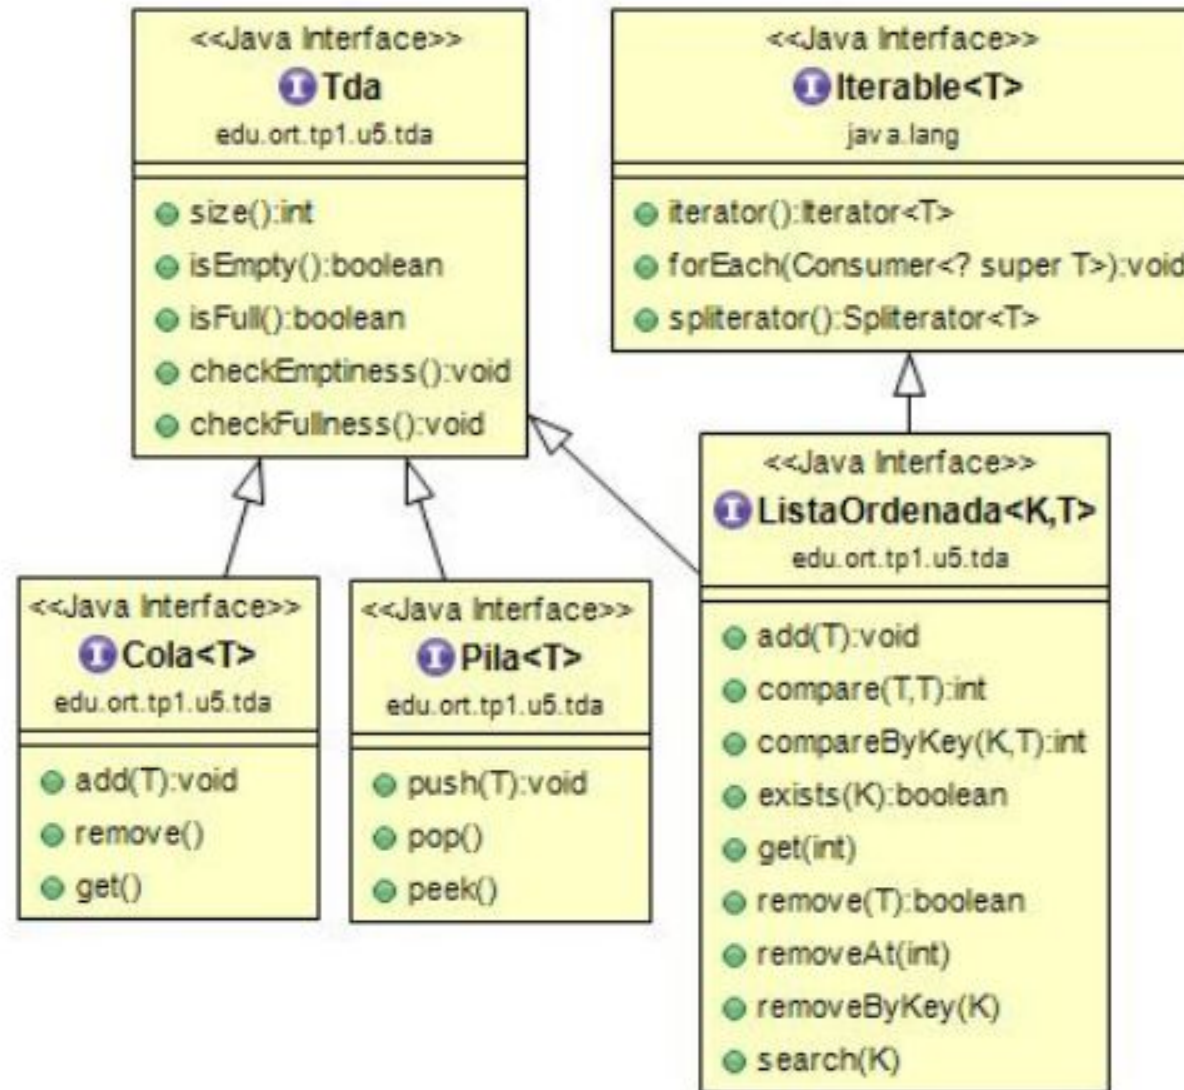 <<Java Interface>>
Tda
edu.ort.tp1.u5.tda
size():int
isEmpty():boolean
isFull():boolean
checkEmptiness():void
checkFullness():void
<<Java Interface>>
Iterable<T>
java.lang
iterator():Iterator<T>
forEach(Consumer<? super T>):void
spliterator():Spliterator<T>
<<Java Interface>>
Cola<T>
edu.ort.tp1.u5.tda
add(T):void
remove()
get()
<<Java Interface>>
Pila<T>
edu.ort.tp1.u5.tda
push(T):void
pop()
peek()
<<Java Interface>>
ListaOrdenada<K,T>
edu.ort.tp1.u5.tda
add(T):void
compare(T,T):int
compareByKey(K,T):int
exists(K):boolean
get(int)
remove(T):boolean
removeAt(int)
removeByKey(K)
search(K)